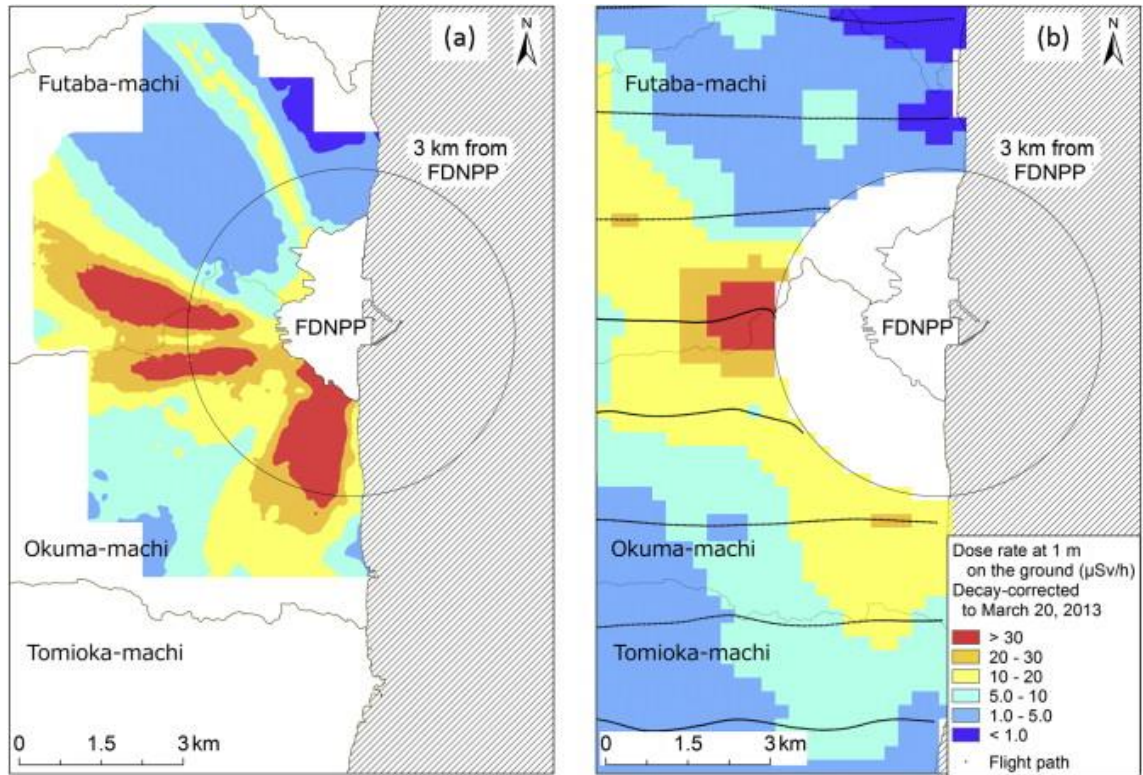 (a)
N
Futaba-machi
3 km from
FDNPP
FDNPP
Okuma-machi
Tomioka-machi
0 1.5 3 km
(b)
N
Futaba-machi
3 km from
FDNPP
FDNPP
Okuma-machi
Tomioka-machi
0 1.5 3 km
Dose rate at 1 m
on the ground (μSv/h)
Decay-corrected
to March 20, 2013
> 30
20 - 30
10 - 20
5.0 - 10
1.0 - 5.0
< 1.0
Flight path